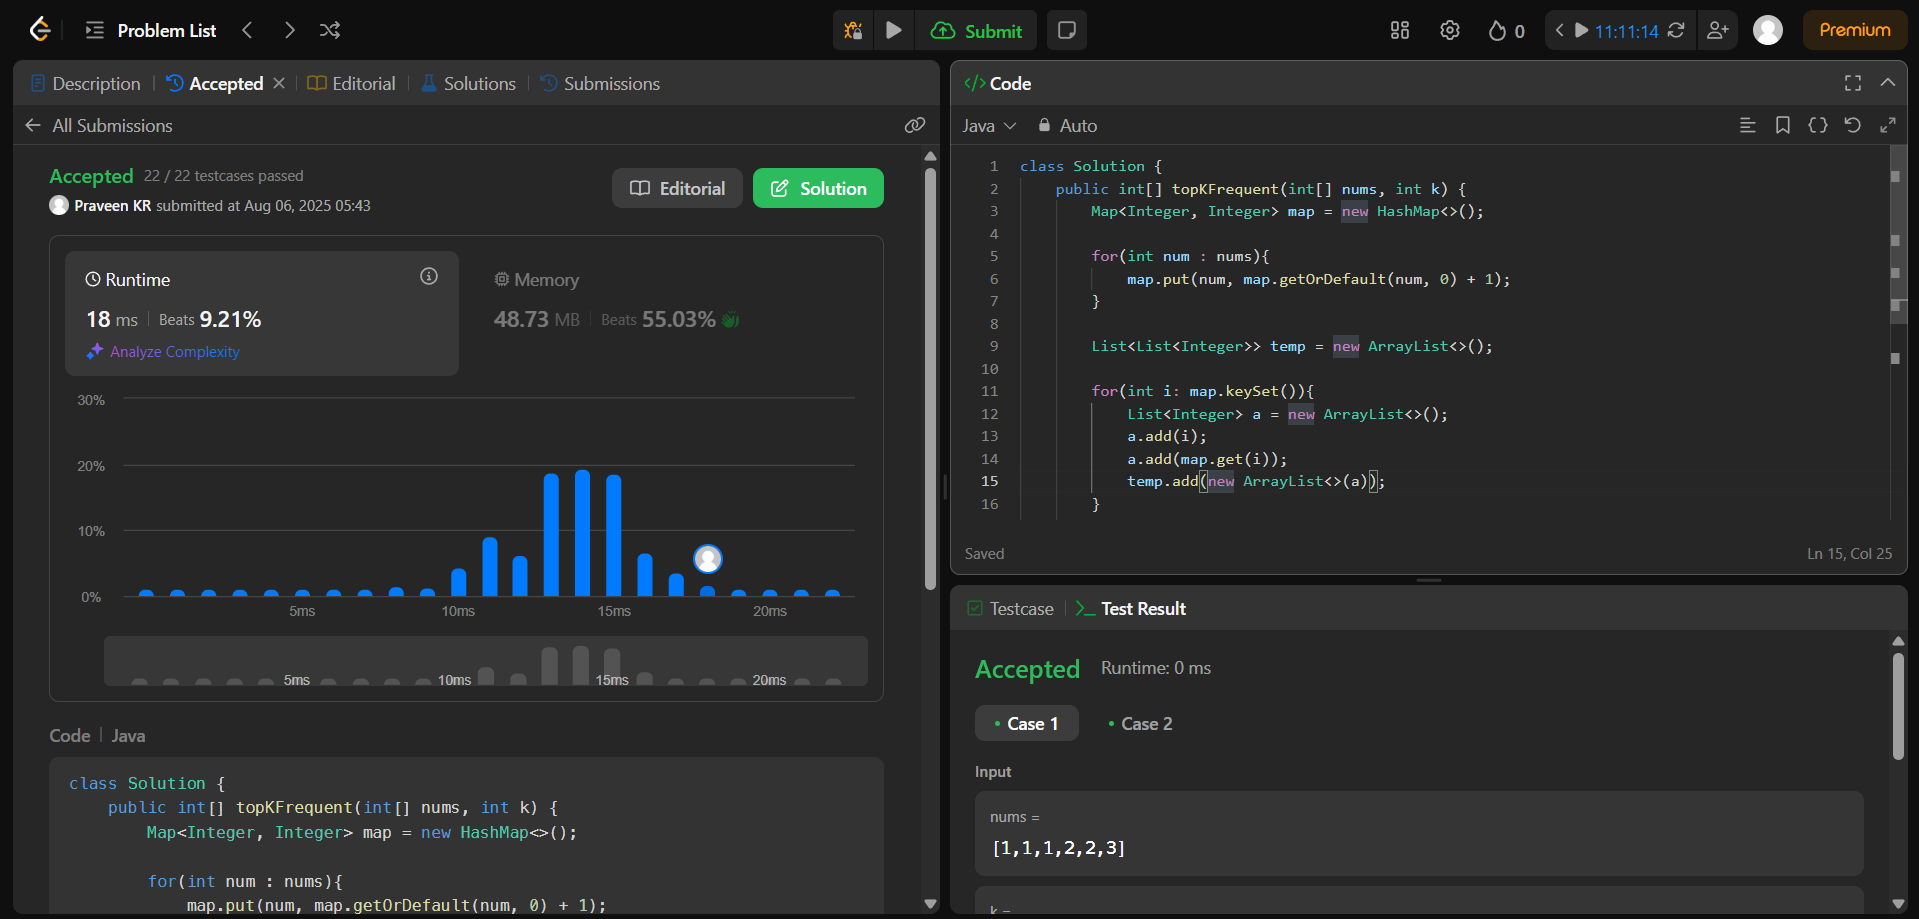 Problem List
Submit
0
11:11:14
Premium
Description
Accepted
Editorial
Solutions
Submissions
All Submissions
Accepted 22 / 22 testcases passed
Praveen KR submitted at Aug 06, 2025 05:43
Editorial
Solution
Runtime
18 ms | Beats 9.21%
Analyze Complexity
Memory
48.73 MB | Beats 55.03%
30%
20%
10%
0%
5ms 10ms 15ms 20ms
5ms 10ms 15ms 20ms
Code | Java
class Solution {
public int[] topKFrequent(int[] nums, int k) {
Map<Integer, Integer> map = new HashMap<>();
for(int num : nums){
map.put(num, map.getOrDefault(num, 0) + 1);
</> Code
Java Auto
1 class Solution {
2 public int[] topKFrequent(int[] nums, int k) {
3 Map<Integer, Integer> map = new HashMap<>();
4
5 for(int num : nums){
6 map.put(num, map.getOrDefault(num, 0) + 1);
7 }
8
9 List<List<Integer>> temp = new ArrayList<>();
10
11 for(int i: map.keySet()){
12 List<Integer> a = new ArrayList<>();
13 a.add(i);
14 a.add(map.get(i));
15 temp.add(new ArrayList<>(a));
16 }
Saved
Ln 15, Col 25
Testcase
Test Result
Accepted Runtime: 0 ms
Case 1
Case 2
Input
nums =
[1,1,1,2,2,3]
k =